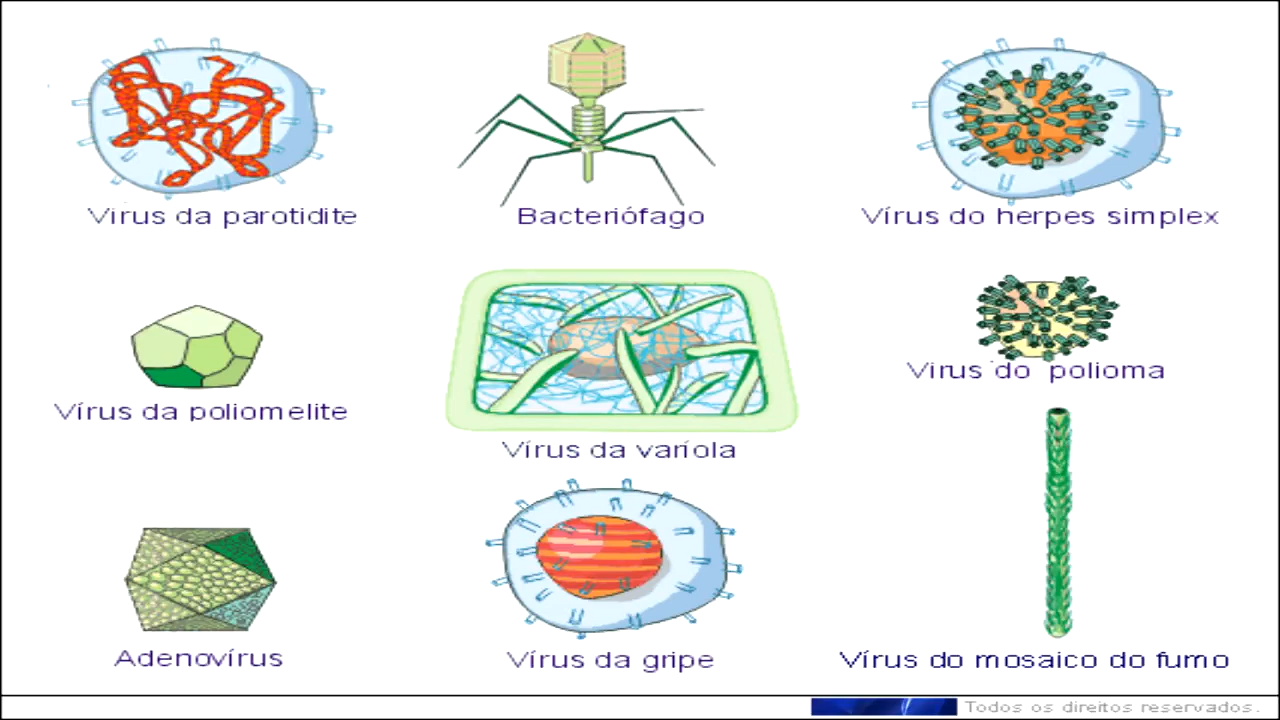 Vírus da parotidite
Bacteriófago
Vírus do herpes simplex
Vírus da poliomelite
Vírus da varíola
Vírus do polioma
Adenovírus
Vírus da gripe
Vírus do mosaico do fumo
Todos os direitos reservados.